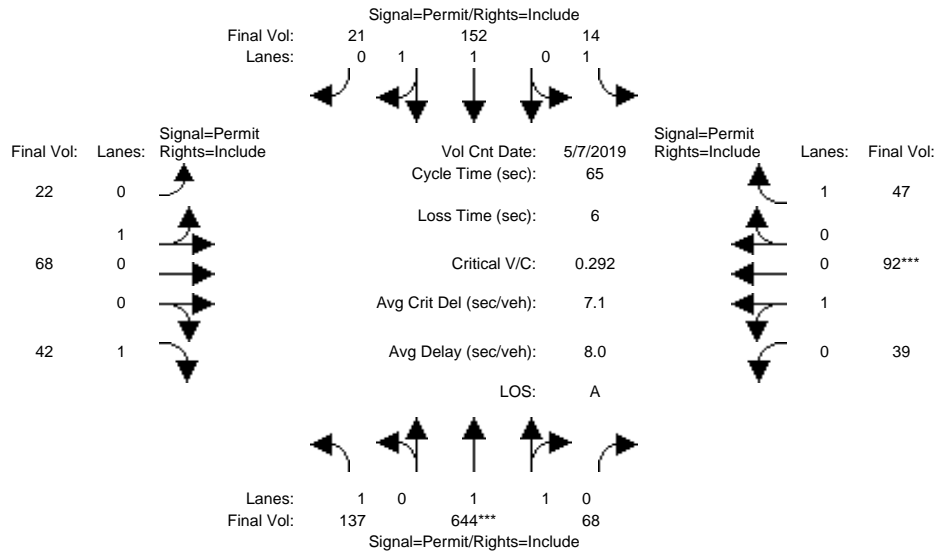 Signal=Permit/Rights=Include
Final Vol: 21 152 14
Lanes: 0 1 1 0 1
Signal=Permit
Final Vol: Lanes: Rights=Include
Vol Cnt Date: 5/7/2019
Signal=Permit
Rights=Include Lanes: Final Vol:
Cycle Time (sec): 65
22 0
1 47
Loss Time (sec): 6
1
0
68 0
Critical V/C: 0.292
0 92***
0
Avg Crit Del (sec/veh): 7.1
1
42 1
Avg Delay (sec/veh): 8.0
0 39
LOS: A
Lanes: 1 0 1 1 0
Final Vol: 137 644*** 68
Signal=Permit/Rights=Include